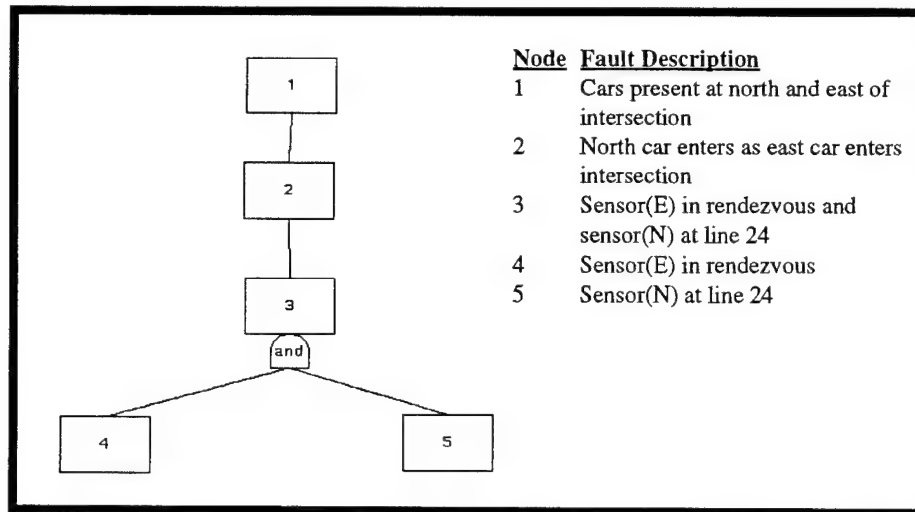 1
2
3
and
4
5
Node Fault Description
1 Cars present at north and east of
intersection
2 North car enters as east car enters
intersection
3 Sensor(E) in rendezvous and
sensor(N) at line 24
4 Sensor(E) in rendezvous
5 Sensor(N) at line 24